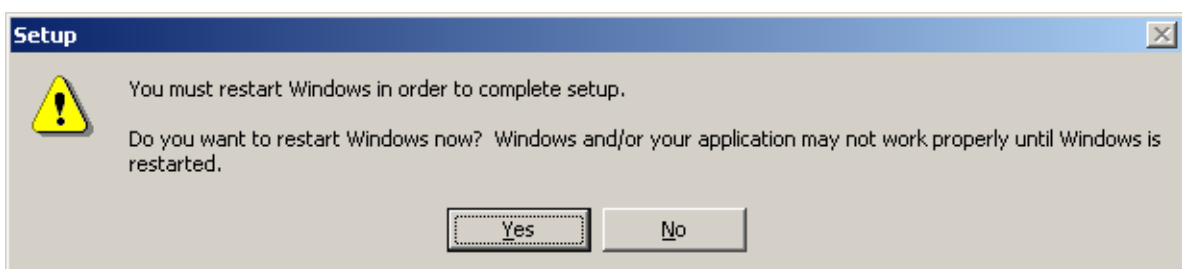 Setup
You must restart Windows in order to complete setup.
Do you want to restart Windows now?  Windows and/or your application may not work properly until Windows is
restarted.
Yes
No